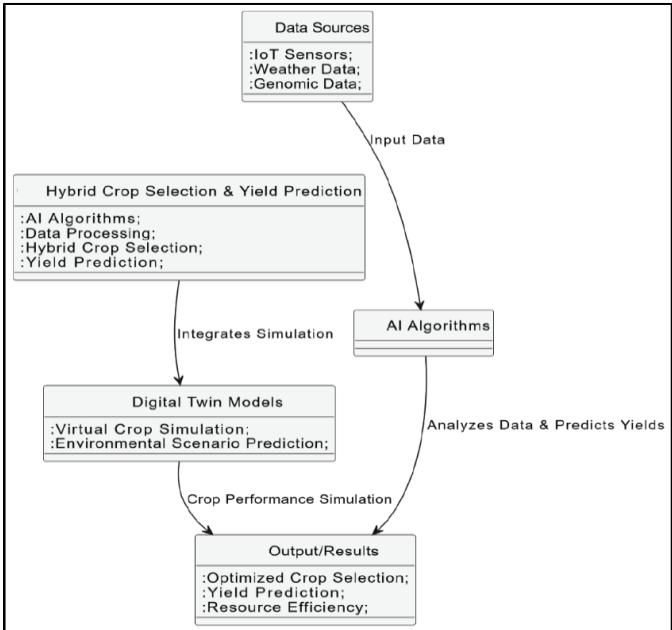 Data Sources
:IoT Sensors;
:Weather Data;
:Genomic Data;
Input Data
Hybrid Crop Selection & Yield Prediction
:AI Algorithms;
:Data Processing;
:Hybrid Crop Selection;
:Yield Prediction;
Integrates Simulation
AI Algorithms
Digital Twin Models
:Virtual Crop Simulation;
:Environmental Scenario Prediction;
Analyzes Data & Predicts Yields
Crop Performance Simulation
Output/Results
:Optimized Crop Selection;
:Yield Prediction;
:Resource Efficiency;